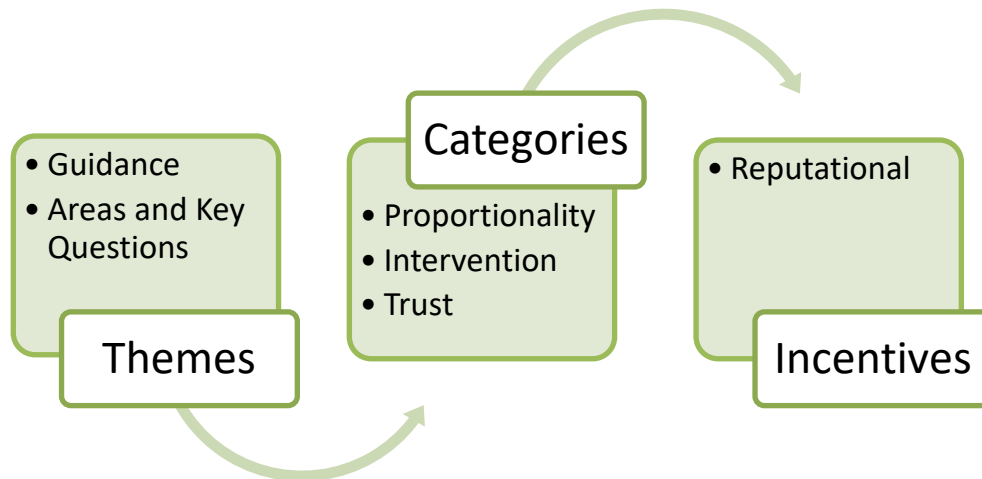 • Guidance
• Areas and Key
Questions
Themes
Categories
• Proportionality
• Intervention
• Trust
• Reputational
Incentives